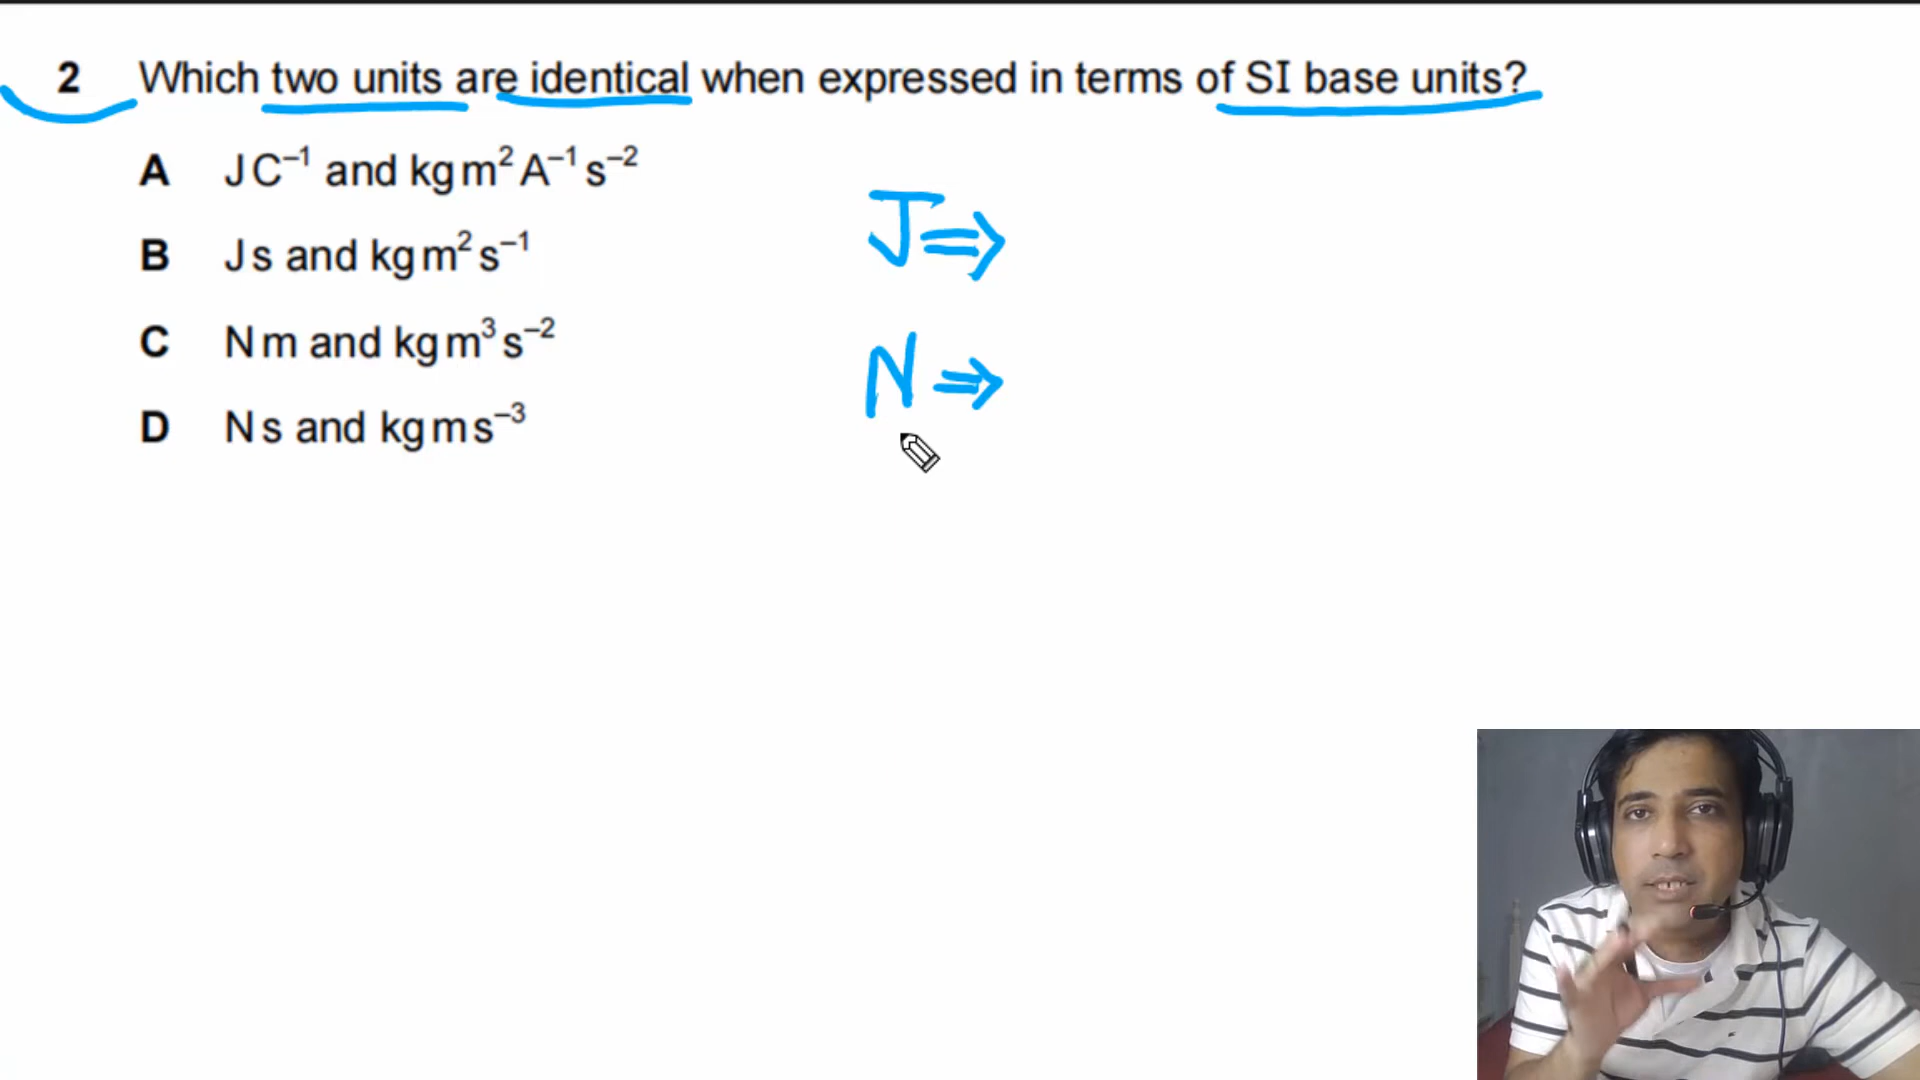 2 Which two units are identical when expressed in terms of SI base units?
A J C⁻¹ and kg m² A⁻¹ s⁻²
B J s and kg m² s⁻¹
C N m and kg m³ s⁻²
D N s and kg m s⁻³
J ⇒
N ⇒